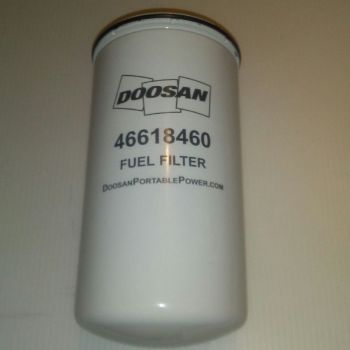 DOOSAN
46618460
FUEL FILTER
DOOSANPORTABLEPOWER.COM